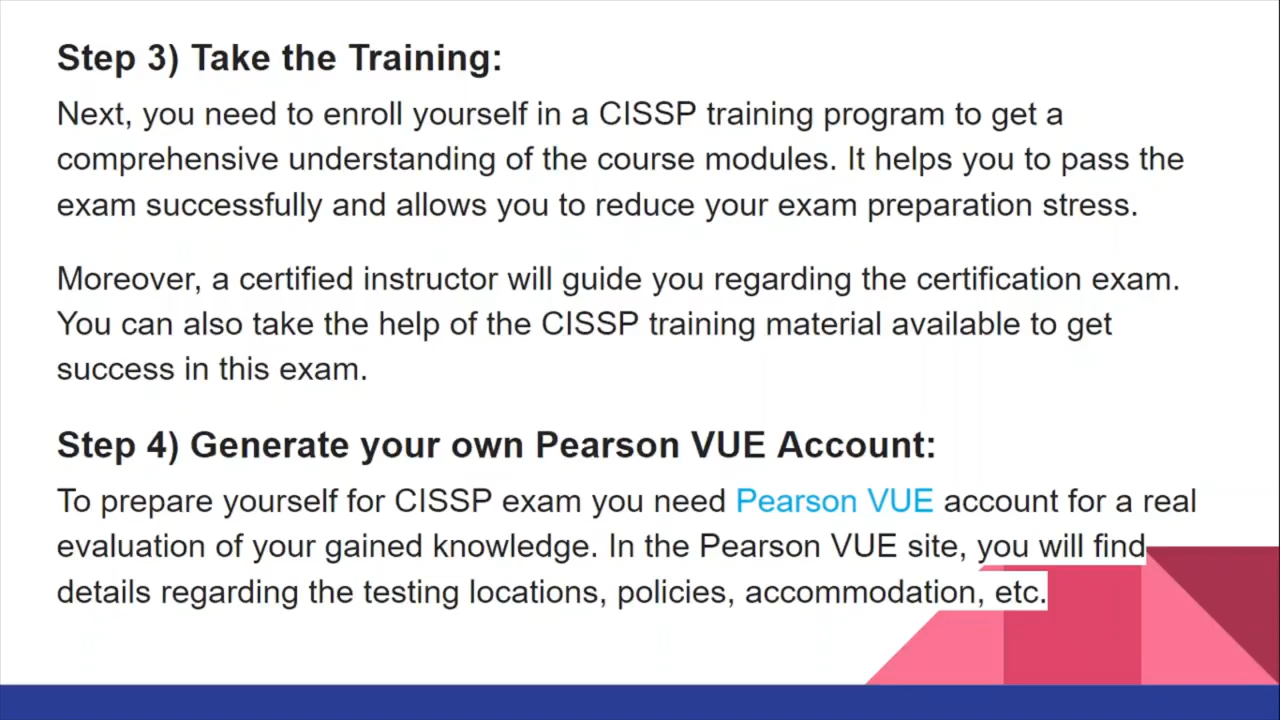 Step 3) Take the Training:
Next, you need to enroll yourself in a CISSP training program to get a
comprehensive understanding of the course modules. It helps you to pass the
exam successfully and allows you to reduce your exam preparation stress.
Moreover, a certified instructor will guide you regarding the certification exam.
You can also take the help of the CISSP training material available to get
success in this exam.
Step 4) Generate your own Pearson VUE Account:
To prepare yourself for CISSP exam you need Pearson VUE account for a real
evaluation of your gained knowledge. In the Pearson VUE site, you will find
details regarding the testing locations, policies, accommodation, etc.